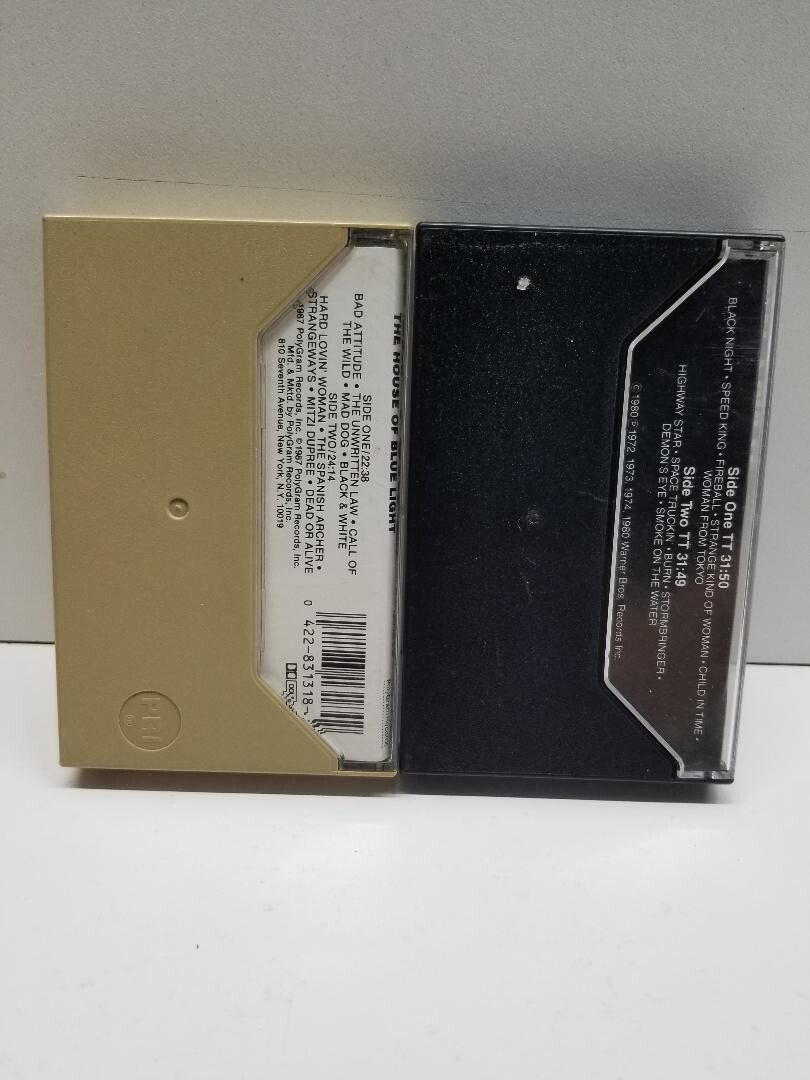 THE HOUSE OF BLUE LIGHT
SIDE ONE/22:38
BAD ATTITUDE • THE UNWRITTEN LAW • CALL OF
THE WILD • MAD DOG • BLACK & WHITE
SIDE TWO/24:14
HARD LOVIN' WOMAN • THE SPANISH ARCHER •
STRANGEWAYS • MITZI DUPREE • DEAD OR ALIVE
1987 PolyGram Records, Inc. ©1987 PolyGram Records, Inc.
Mfd. & Mktd. by PolyGram Records, Inc.
810 Seventh Avenue, New York, N.Y. 10019
0 422-831318-
PRI
Side One TT 31:50
BLACK NIGHT • SPEED KING • FIREBALL • STRANGE KIND OF WOMAN • CHILD IN TIME •
WOMAN FROM TOKYO
Side Two TT 31:49
HIGHWAY STAR • SPACE TRUCKIN • BURN • STORMBRINGER •
DEMON'S EYE • SMOKE ON THE WATER
© 1980 ℗ 1972, 1973, 1974, 1980 Warner Bros. Records Inc.